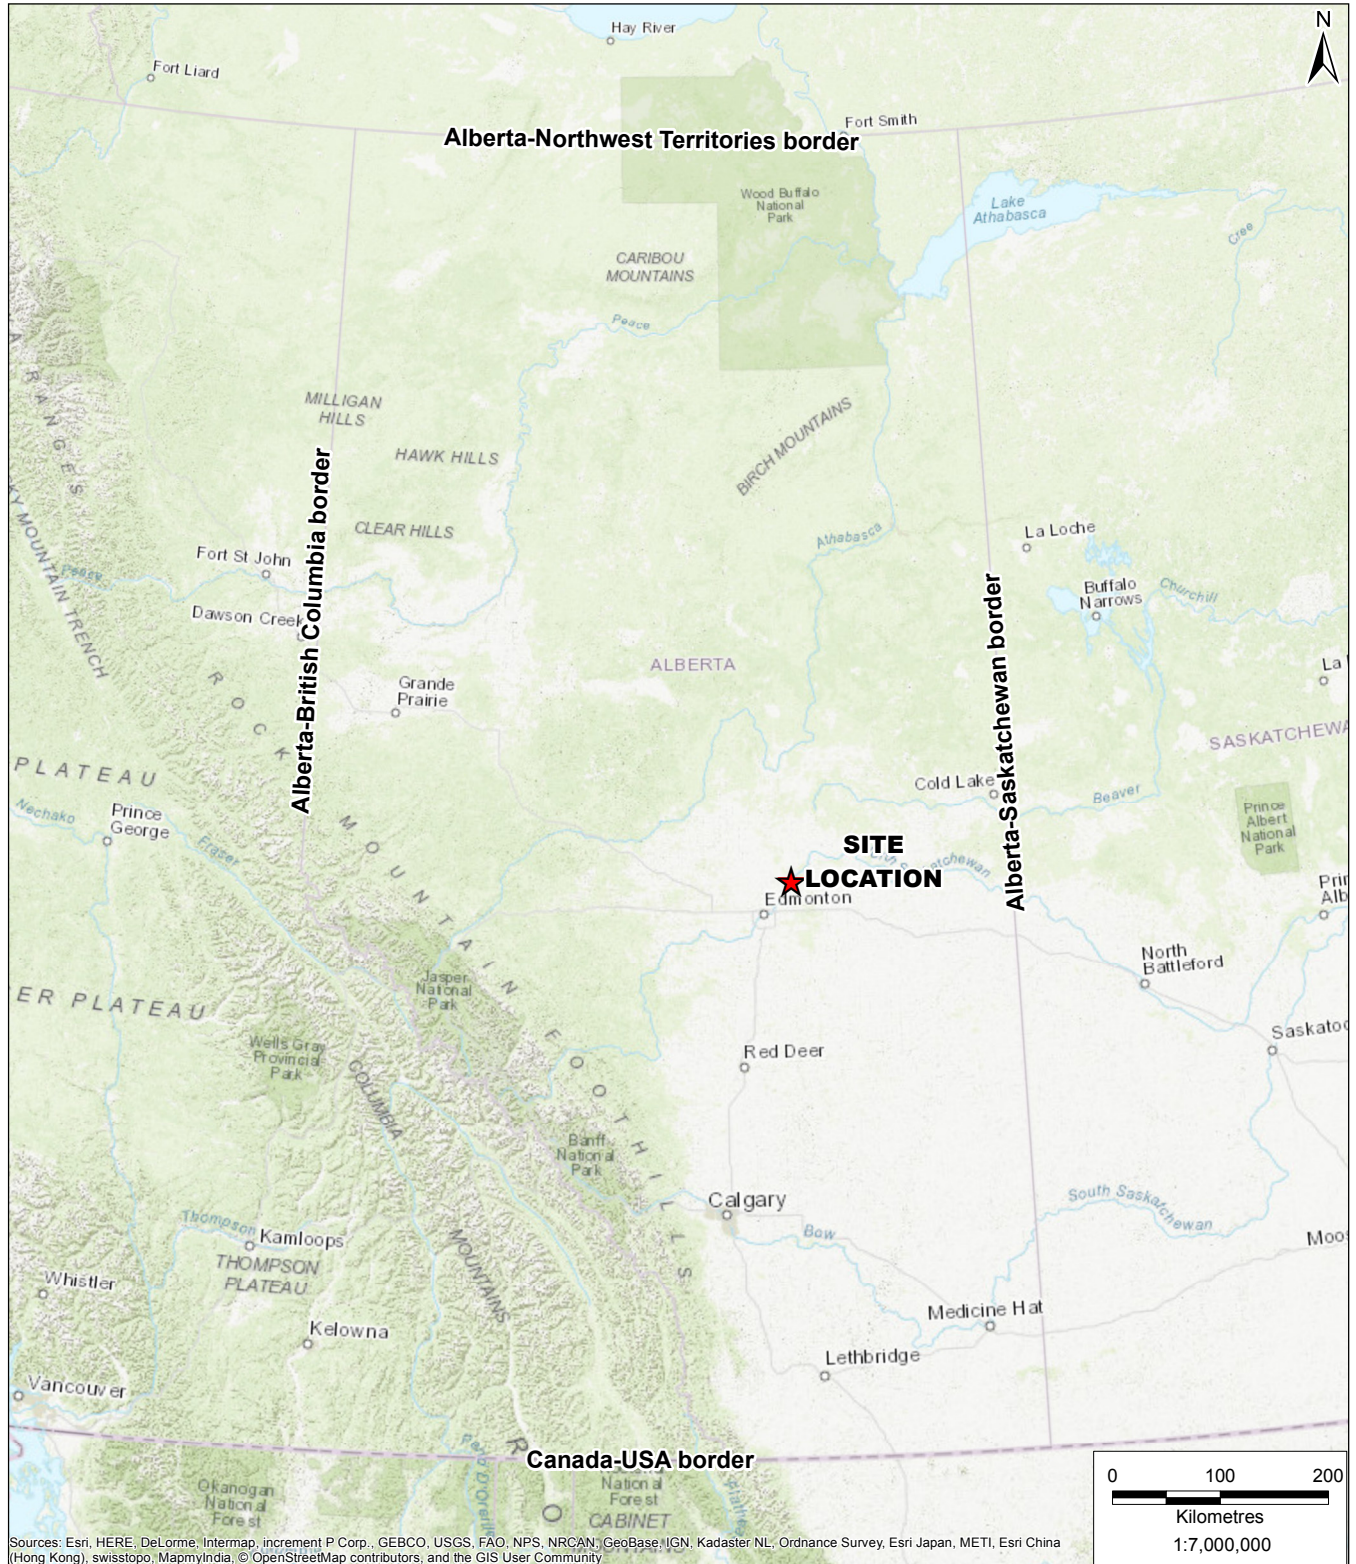 Hay River
N
Fort Liard
Fort Smith
Alberta-Northwest Territories border
Wood Buffalo
National
Park
Lake
Athabasca
Cree
CARIBOU
MOUNTAINS
Peace
A RANGES
MILLIGAN
HILLS
HAWK HILLS
BIRCH MOUNTAINS
CLEAR HILLS
Athabasca
La Loche
Fort St John
Peace
Buffalo
Narrows
Churchill
Dawson Creek
Alberta-British Columbia border
Alberta-Saskatchewan border
KY MOUNTAIN TRENCH
ALBERTA
La
Grande
Prairie
SASKATCHEWA
ROCK MOUNTAIN FOOTHILLS
PLATEAU
Cold Lake
Beaver
Nechako
Prince
George
Fraser
Prince
Albert
National
Park
SITE
LOCATION
Edmonton
Prin
Alb
North
Battleford
Jasper
National
Park
ER PLATEAU
Wells Gray
Provincial
Park
Saskatoo
Red Deer
COLUMBIA
MOUNTAINS
Banff
National
Park
Calgary
South Saskatchewan
Thompson
Kamloops
Bow
Moos
THOMPSON
PLATEAU
Whistler
Medicine Hat
Kelowna
Lethbridge
Vancouver
Canada-USA border
R
O
National
Forest
CABINET
Okanogan
National
Forest
0 100 200
Kilometres
1:7,000,000
Sources: Esri, HERE, DeLorme, Intermap, increment P Corp., GEBCO, USGS, FAO, NPS, NRCAN, GeoBase, IGN, Kadaster NL, Ordnance Survey, Esri Japan, METI, Esri China
(Hong Kong), swisstopo, MapmyIndia, © OpenStreetMap contributors, and the GIS User Community